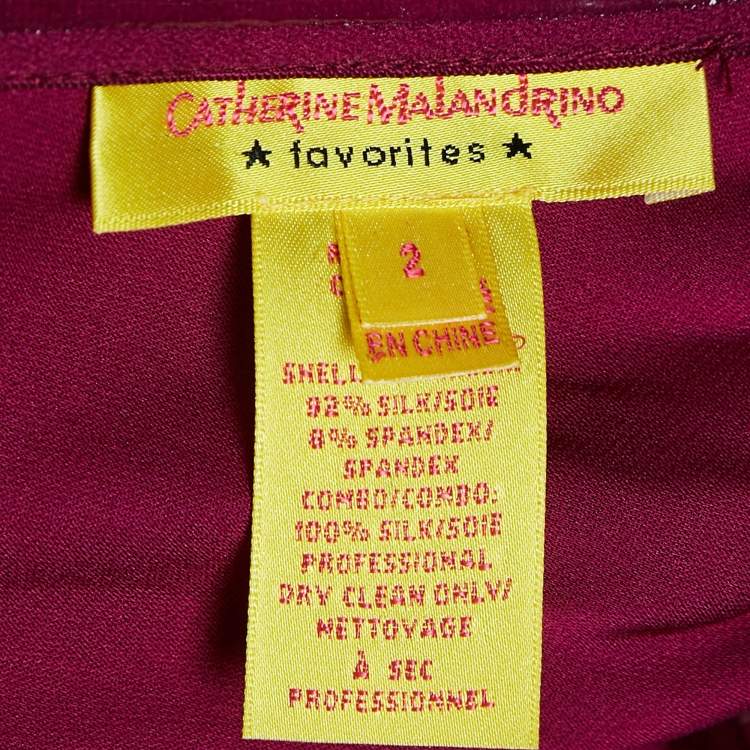 CATHERINE MALANDRINO
★ favorites ★
2
EN CHINE
SHELL
92% SILK/SOIE
8% SPANDEX/
SPANDEX
COMBO/COMBO:
100% SILK/SOIE
PROFESSIONAL
DRY CLEAN ONLY/
NETTOYAGE
À SEC
PROFESSIONNEL